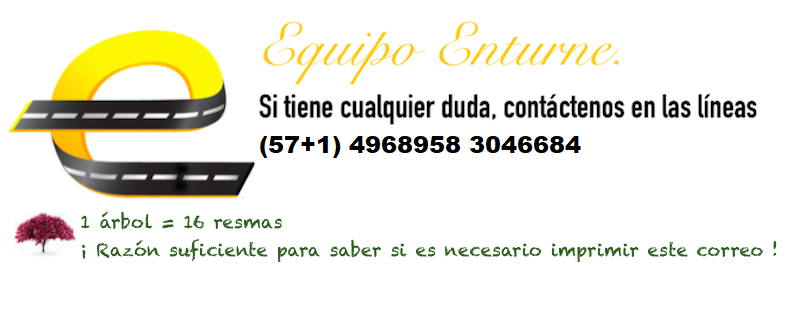 Equipo Enturne.
Si tiene cualquier duda, contáctenos en las líneas
(57+1) 4968958 3046684
1 árbol = 16 resmas
¡ Razón suficiente para saber si es necesario imprimir este correo !